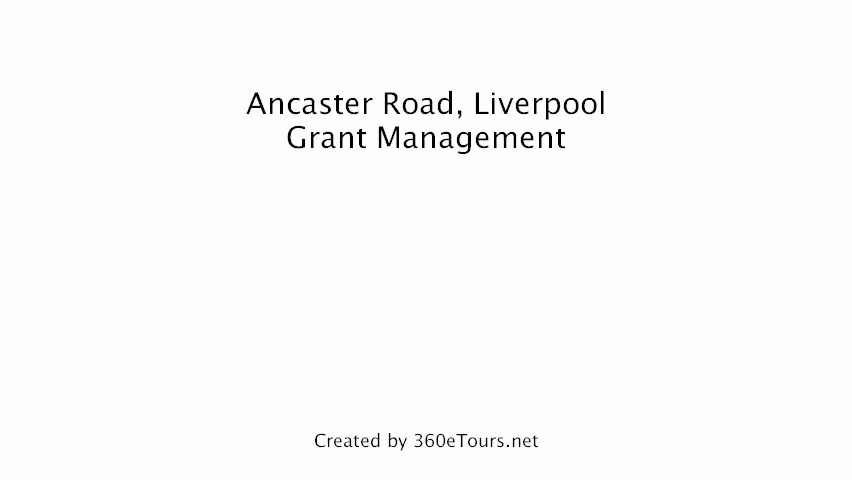 Ancaster Road, Liverpool
Grant Management
Created by 360eTours.net